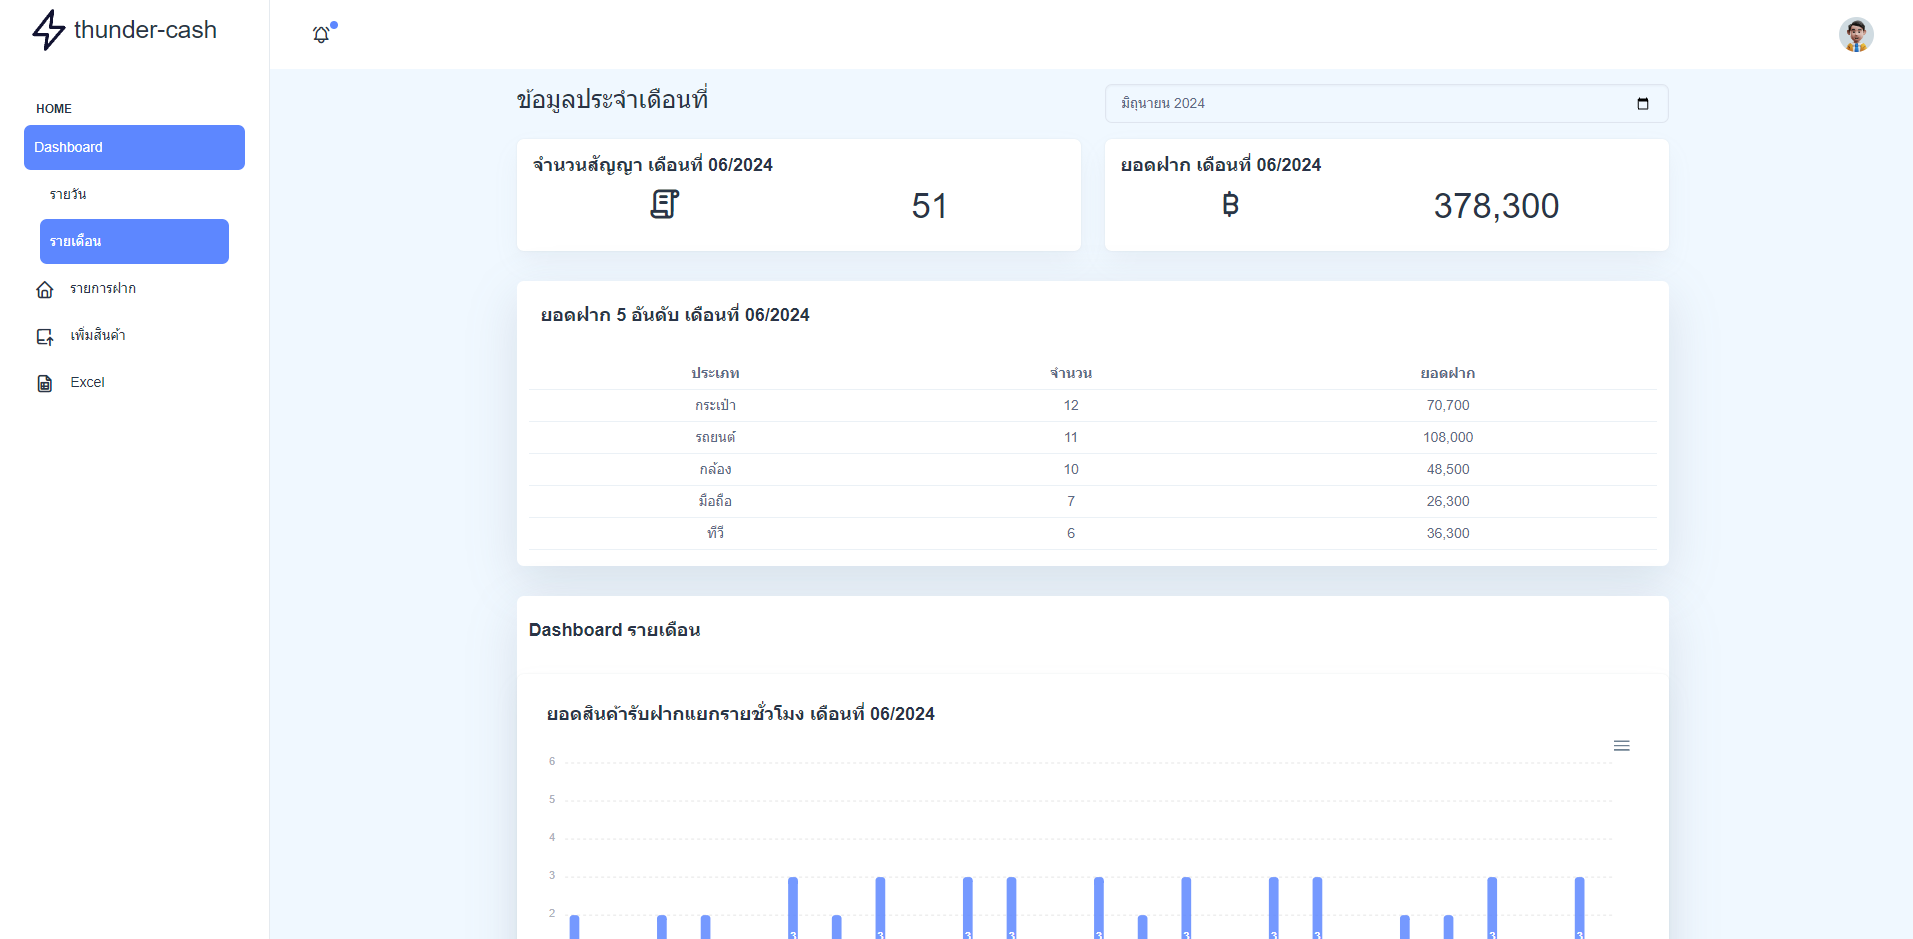 thunder-cash
HOME
Dashboard
รายวัน
รายเดือน
รายการฝาก
เพิ่มสินค้า
Excel
ข้อมูลประจำเดือนที่
มิถุนายน 2024
จำนวนสัญญา เดือนที่ 06/2024
51
ยอดฝาก เดือนที่ 06/2024
฿ 378,300
ยอดฝาก 5 อันดับ เดือนที่ 06/2024
ประเภท จำนวน ยอดฝาก
กระเป๋า 12 70,700
รถยนต์ 11 108,000
กล้อง 10 48,500
มือถือ 7 26,300
ทีวี 6 36,300
Dashboard รายเดือน
ยอดสินค้ารับฝากแยกรายชั่วโมง เดือนที่ 06/2024
6
5
4
3
2
3 3 3 3 3 3 3 3 3 3